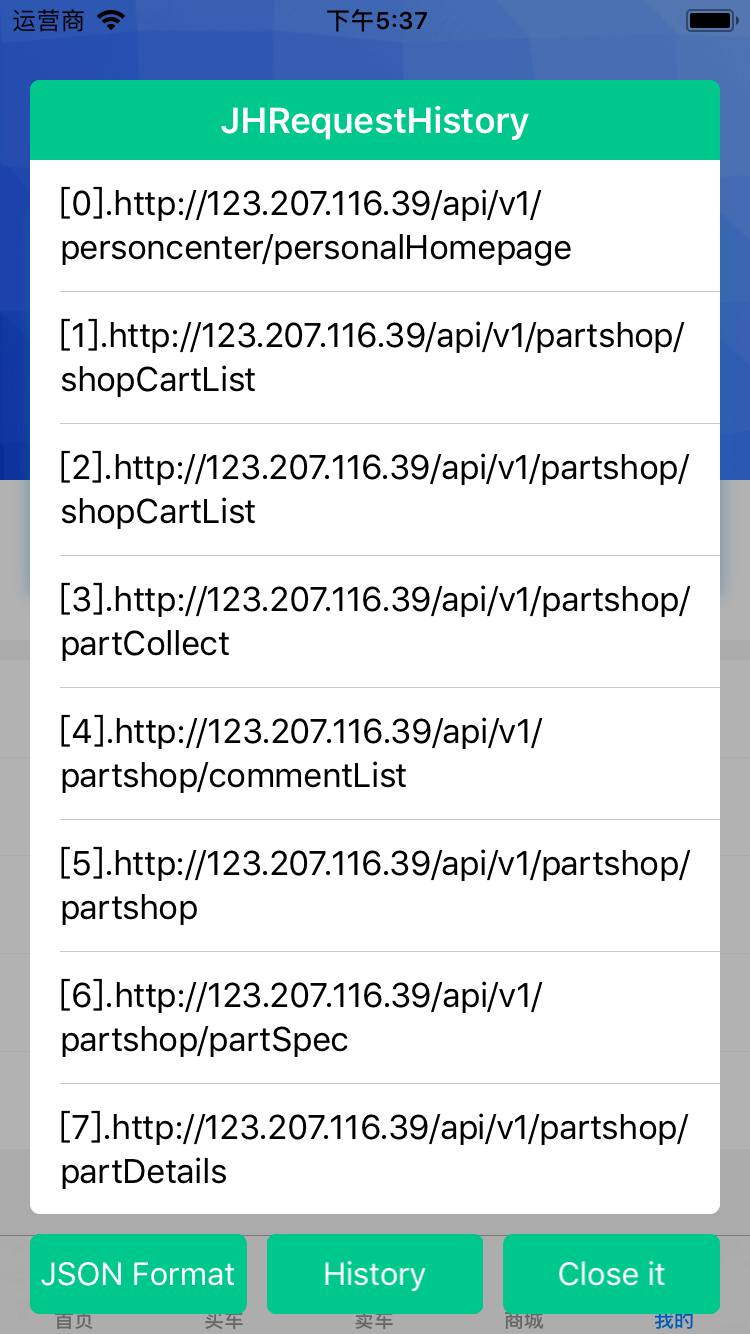 运营商 下午5:37
JHRequestHistory
[0].http://123.207.116.39/api/v1/
personcenter/personalHomepage
[1].http://123.207.116.39/api/v1/partshop/
shopCartList
[2].http://123.207.116.39/api/v1/partshop/
shopCartList
[3].http://123.207.116.39/api/v1/partshop/
partCollect
[4].http://123.207.116.39/api/v1/
partshop/commentList
[5].http://123.207.116.39/api/v1/partshop/
partshop
[6].http://123.207.116.39/api/v1/
partshop/partSpec
[7].http://123.207.116.39/api/v1/partshop/
partDetails
JSON Format History Close it
首页 买车 卖车 商城 我的